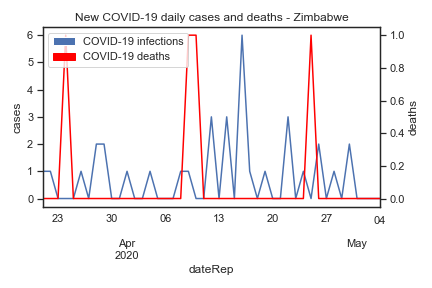 New COVID-19 daily cases and deaths - Zimbabwe
COVID-19 infections
COVID-19 deaths
cases
6
5
4
3
2
1
0
deaths
1.0
0.8
0.6
0.4
0.2
0.0
23 30 06 13 20 27 04
Apr May
2020
dateRep